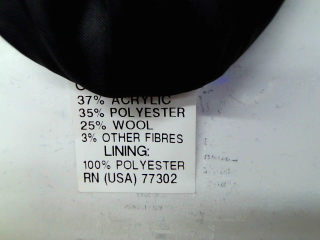 37% ACRYLIC
35% POLYESTER
25% WOOL
3% OTHER FIBRES
LINING:
100% POLYESTER
RN (USA) 77302